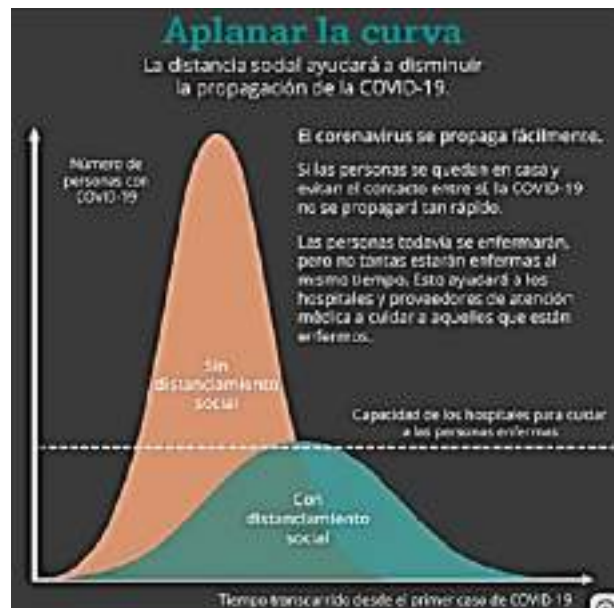 Aplanar la curva
La distancia social ayudará a disminuir
la propagación de la COVID-19.
Número de
personas con
COVID-19
El coronavirus se propaga fácilmente.
Si las personas se quedan en casa y
evitan el contacto entre sí, la COVID-19
no se propagará tan rápido.
Las personas todavía se enfermarán,
pero no tantas estarán enfermas al
mismo tiempo. Esto ayudará a los
hospitales y proveedores de atención
médica a cuidar a aquellos que están
enfermos.
Sin
distanciamiento
social
Capacidad de los hospitales para cuidar
a las personas enfermas
Con
distanciamiento
social
Tiempo transcurrido desde el primer caso de COVID-19